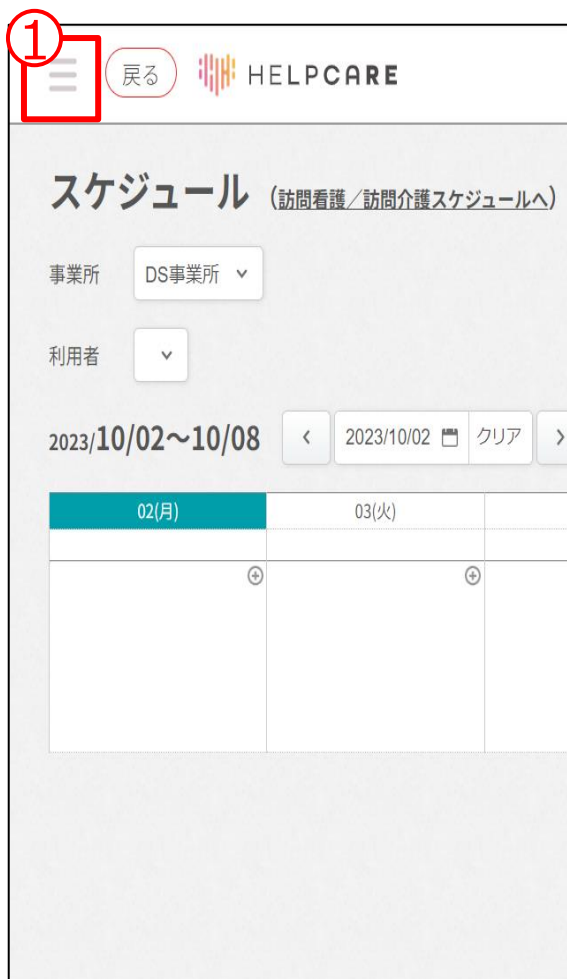 ①
戻る HELPCARE
スケジュール (訪問看護／訪問介護スケジュールへ)
事業所 DS事業所
利用者
2023/10/02～10/08 < 2023/10/02 クリア >
02(月) 03(火)